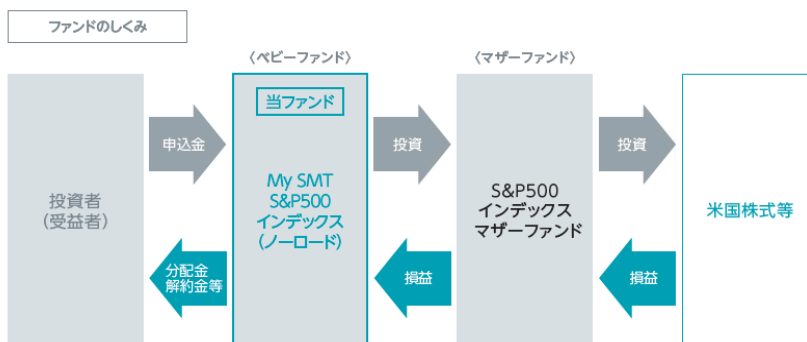 ファンドのしくみ
〈ベビーファンド〉
〈マザーファンド〉
投資者
(受益者)
申込金
分配金
解約金等
当ファンド
My SMT
S&P500
インデックス
(ノーロード)
投資
損益
S&P500
インデックス
マザーファンド
投資
損益
米国株式等